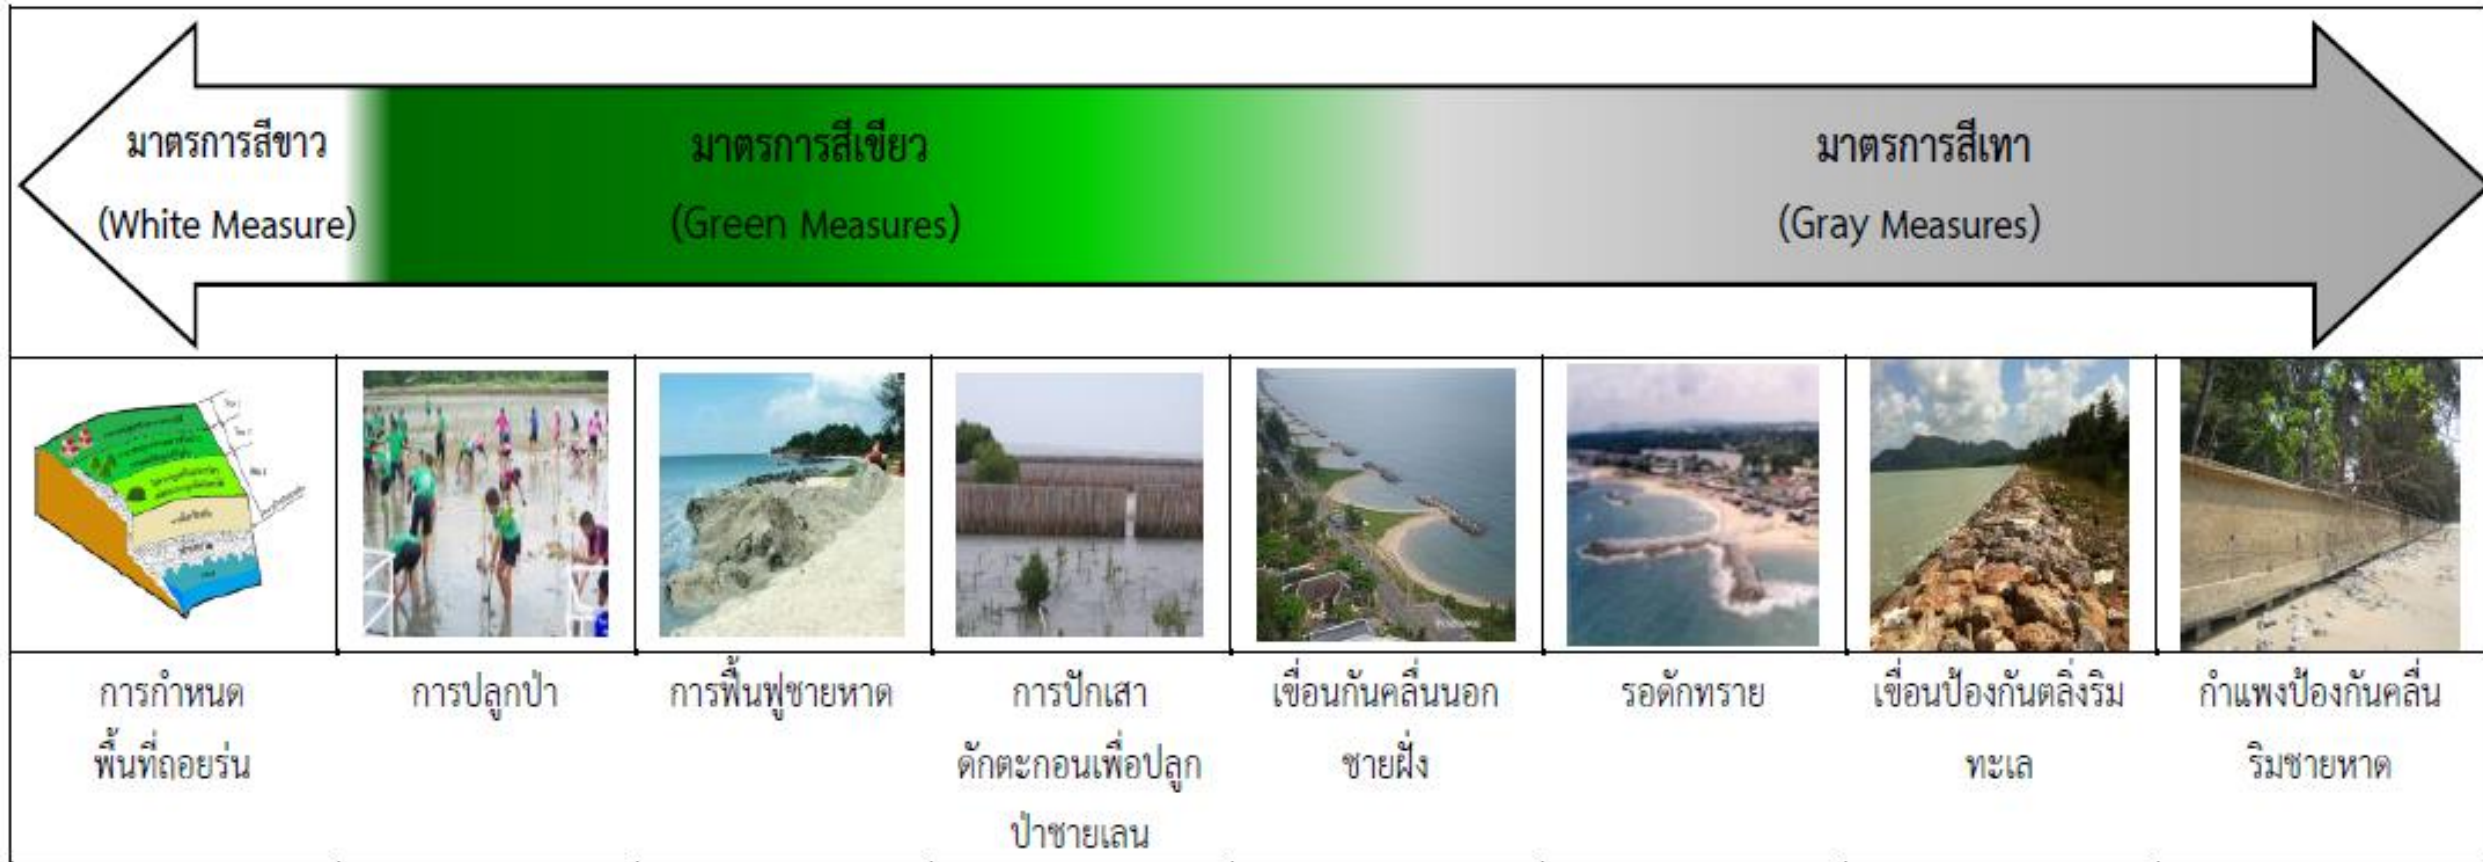 มาตรการสีขาว
(White Measure)
มาตรการสีเขียว
(Green Measures)
มาตรการสีเทา
(Gray Measures)
การกำหนด
พื้นที่ถอยร่น
การปลูกป่า
การฟื้นฟูชายหาด
การปักเสา
ดักตะกอนเพื่อปลูก
ป่าชายเลน
เขื่อนกันคลื่นนอก
ชายฝั่ง
รอดักทราย
เขื่อนป้องกันตลิ่งริม
ทะเล
กำแพงป้องกันคลื่น
ริมชายหาด